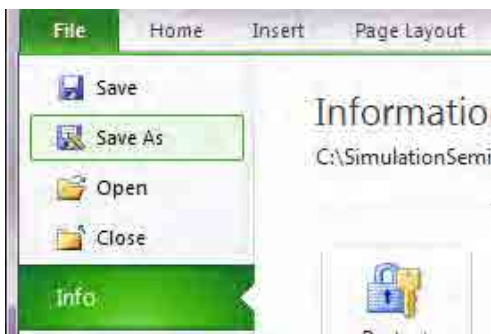 File Home Insert Page Layout
Save
Informatio
Save As
C:\SimulationSemi
Open
Close
Info